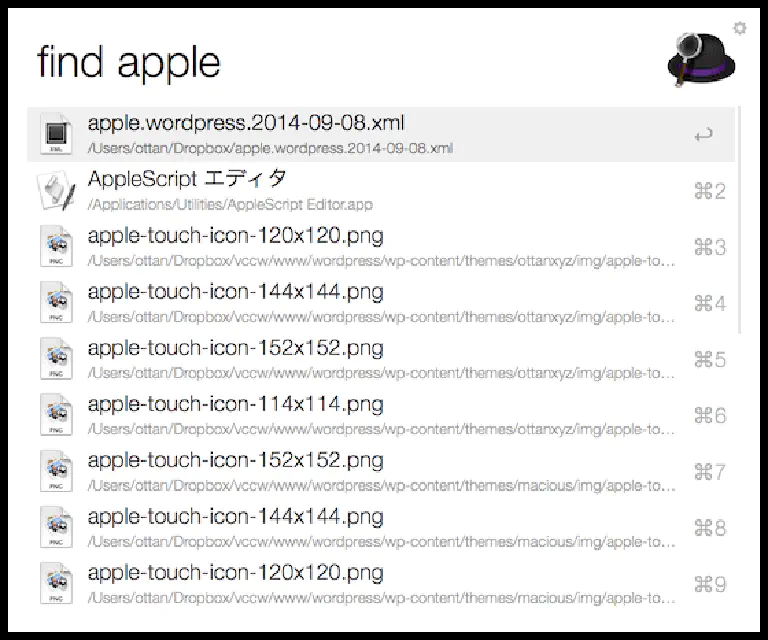 find apple
apple.wordpress.2014-09-08.xml
/Users/ottan/Dropbox/apple.wordpress.2014-09-08.xml
XML
AppleScript エディタ
/Applications/Utilities/AppleScript Editor.app
⌘2
apple-touch-icon-120x120.png
/Users/ottan/Dropbox/vccw/www/wordpress/wp-content/themes/ottanxyz/img/apple-to...
PNG
⌘3
apple-touch-icon-144x144.png
/Users/ottan/Dropbox/vccw/www/wordpress/wp-content/themes/ottanxyz/img/apple-to...
PNG
⌘4
apple-touch-icon-152x152.png
/Users/ottan/Dropbox/vccw/www/wordpress/wp-content/themes/ottanxyz/img/apple-to...
PNG
⌘5
apple-touch-icon-114x114.png
/Users/ottan/Dropbox/vccw/www/wordpress/wp-content/themes/ottanxyz/img/apple-to...
PNG
⌘6
apple-touch-icon-152x152.png
/Users/ottan/Dropbox/vccw/www/wordpress/wp-content/themes/macious/img/apple-to...
PNG
⌘7
apple-touch-icon-144x144.png
/Users/ottan/Dropbox/vccw/www/wordpress/wp-content/themes/macious/img/apple-to...
PNG
⌘8
apple-touch-icon-120x120.png
/Users/ottan/Dropbox/vccw/www/wordpress/wp-content/themes/macious/img/apple-to...
PNG
⌘9